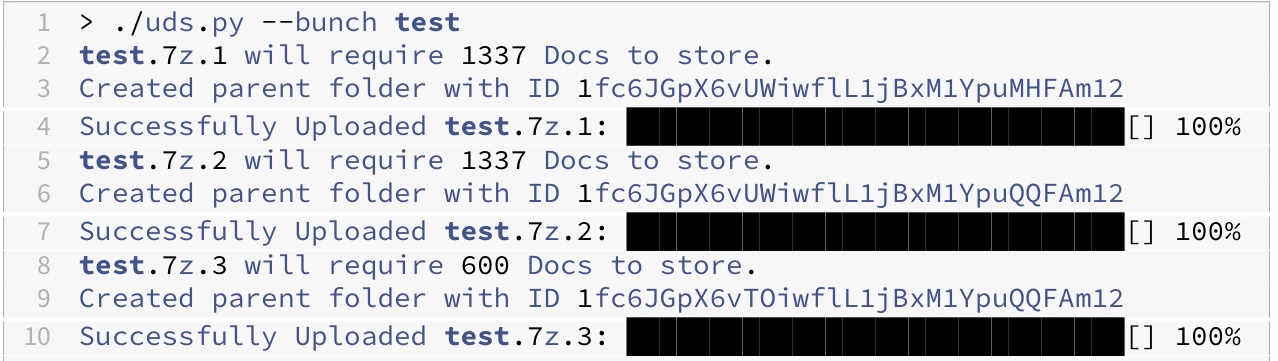 1 > ./uds.py --bunch test
2 test.7z.1 will require 1337 Docs to store.
3 Created parent folder with ID 1fc6JGpX6vUWiwflL1jBxM1YpuMHFAm12
4 Successfully Uploaded test.7z.1: ██████████████████████████████[] 100%
5 test.7z.2 will require 1337 Docs to store.
6 Created parent folder with ID 1fc6JGpX6vUWiwflL1jBxM1YpuQQFAm12
7 Successfully Uploaded test.7z.2: ██████████████████████████████[] 100%
8 test.7z.3 will require 600 Docs to store.
9 Created parent folder with ID 1fc6JGpX6vTOiwflL1jBxM1YpuQQFAm12
10 Successfully Uploaded test.7z.3: ██████████████████████████████[] 100%